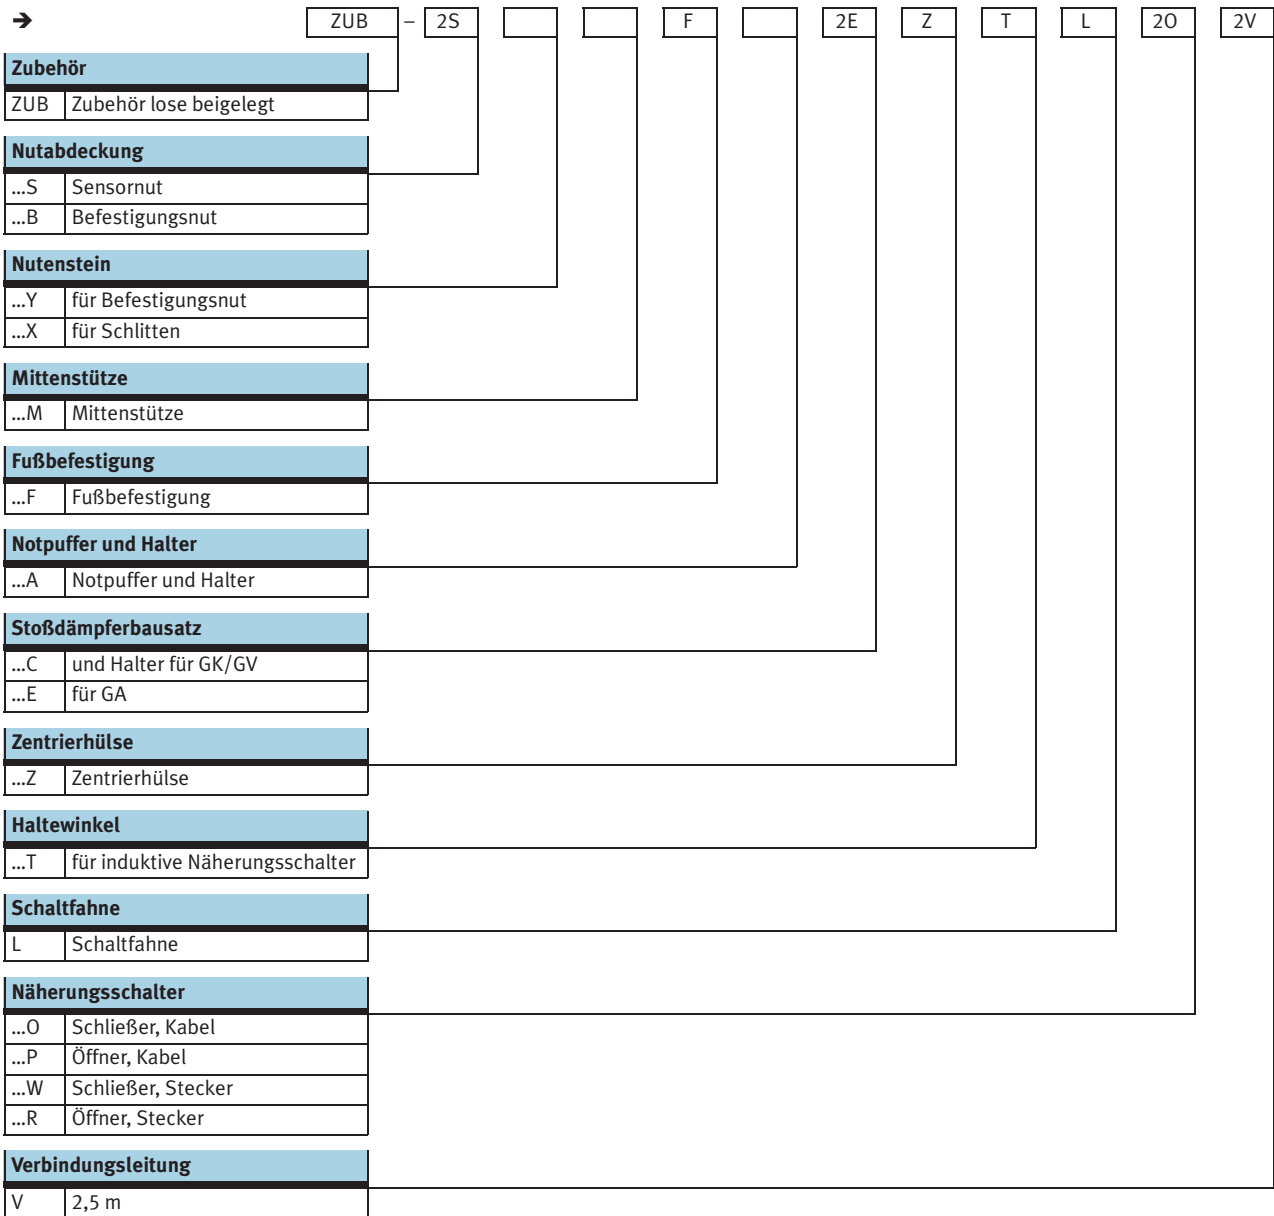 ➔ ZUB – 2S F 2E Z T L 2O 2V
Zubehör
ZUB Zubehör lose beigelegt
Nutabdeckung
...S Sensornut
...B Befestigungsnut
Nutenstein
...Y für Befestigungsnut
...X für Schlitten
Mittenstütze
...M Mittenstütze
Fußbefestigung
...F Fußbefestigung
Notpuffer und Halter
...A Notpuffer und Halter
Stoßdämpferbausatz
...C und Halter für GK/GV
...E für GA
Zentrierhülse
...Z Zentrierhülse
Haltewinkel
...T für induktive Näherungsschalter
Schaltfahne
L Schaltfahne
Näherungsschalter
...O Schließer, Kabel
...P Öffner, Kabel
...W Schließer, Stecker
...R Öffner, Stecker
Verbindungsleitung
V 2,5 m